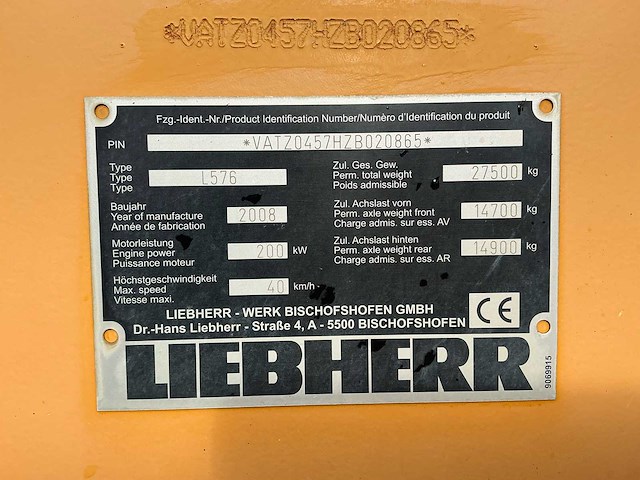 *VATZ0457HZB020865*
Fzg.-Ident.-Nr./Product Identification Number/Numèro d'Identification du produit
PIN *VATZ0457HZB020865*
Type
Type L576
Type
Zul. Ges. Gew.
Perm. total weight 27500 kg
Poids admissible
Baujahr
Year of manufacture 2008
Année de fabrication
Zul. Achslast vorn
Perm. axle weight front 14700 kg
Charge admis. sur ess. AV
Motorleistung
Engine power 200 kW
Puissance moteur
Zul. Achslast hinten
Perm. axle weight rear 14900 kg
Charge admis. sur ess. AR
Höchstgeschwindigkeit
Max. speed 40 km/h
Vitesse maxi.
LIEBHERR - WERK BISCHOFSHOFEN GMBH
Dr.-Hans Liebherr - Straße 4, A - 5500 BISCHOFSHOFEN
CE
LIEBHERR
9069915